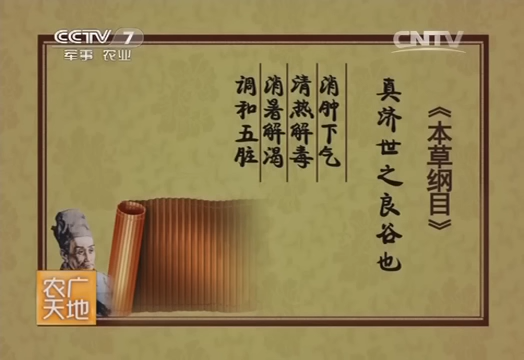 CCTV 7
军事 农业
CNTV
《本草纲目》
真济世之良谷也
消肿下气
清热解毒
消暑解渴
调和五脏
农广
天地